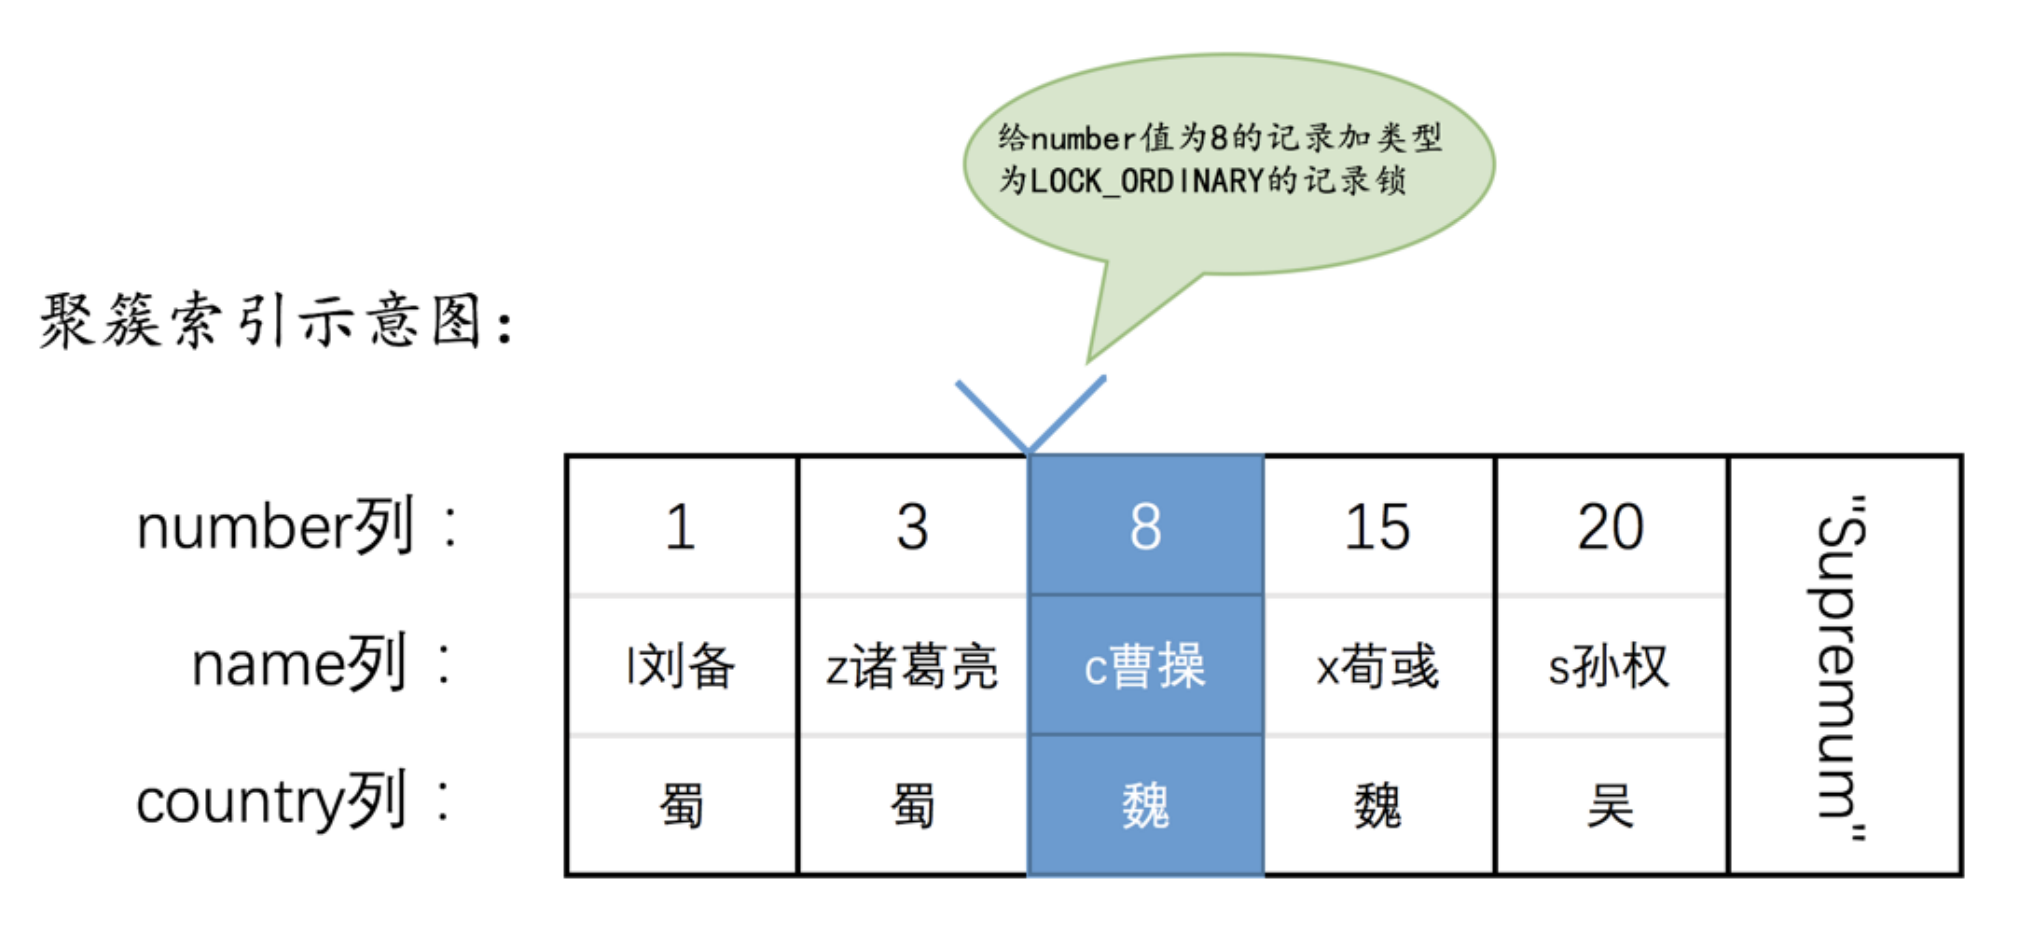 给number值为8的记录加类型
为LOCK_ORDINARY的记录锁
聚簇索引示意图：
number列： 1 3 8 15 20 "Supremum"
name列： l刘备 z诸葛亮 c曹操 x荀彧 s孙权
country列： 蜀 蜀 魏 魏 吴